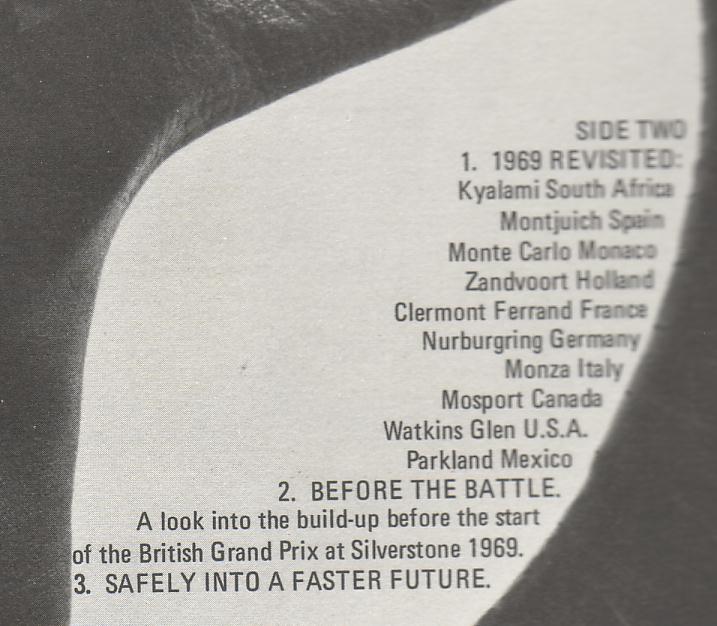 SIDE TWO
1. 1969 REVISITED:
Kyalami South Africa
Montjuich Spain
Monte Carlo Monaco
Zandvoort Holland
Clermont Ferrand France
Nurburgring Germany
Monza Italy
Mosport Canada
Watkins Glen U.S.A.
Parkland Mexico
2. BEFORE THE BATTLE.
A look into the build-up before the start
of the British Grand Prix at Silverstone 1969.
3. SAFELY INTO A FASTER FUTURE.